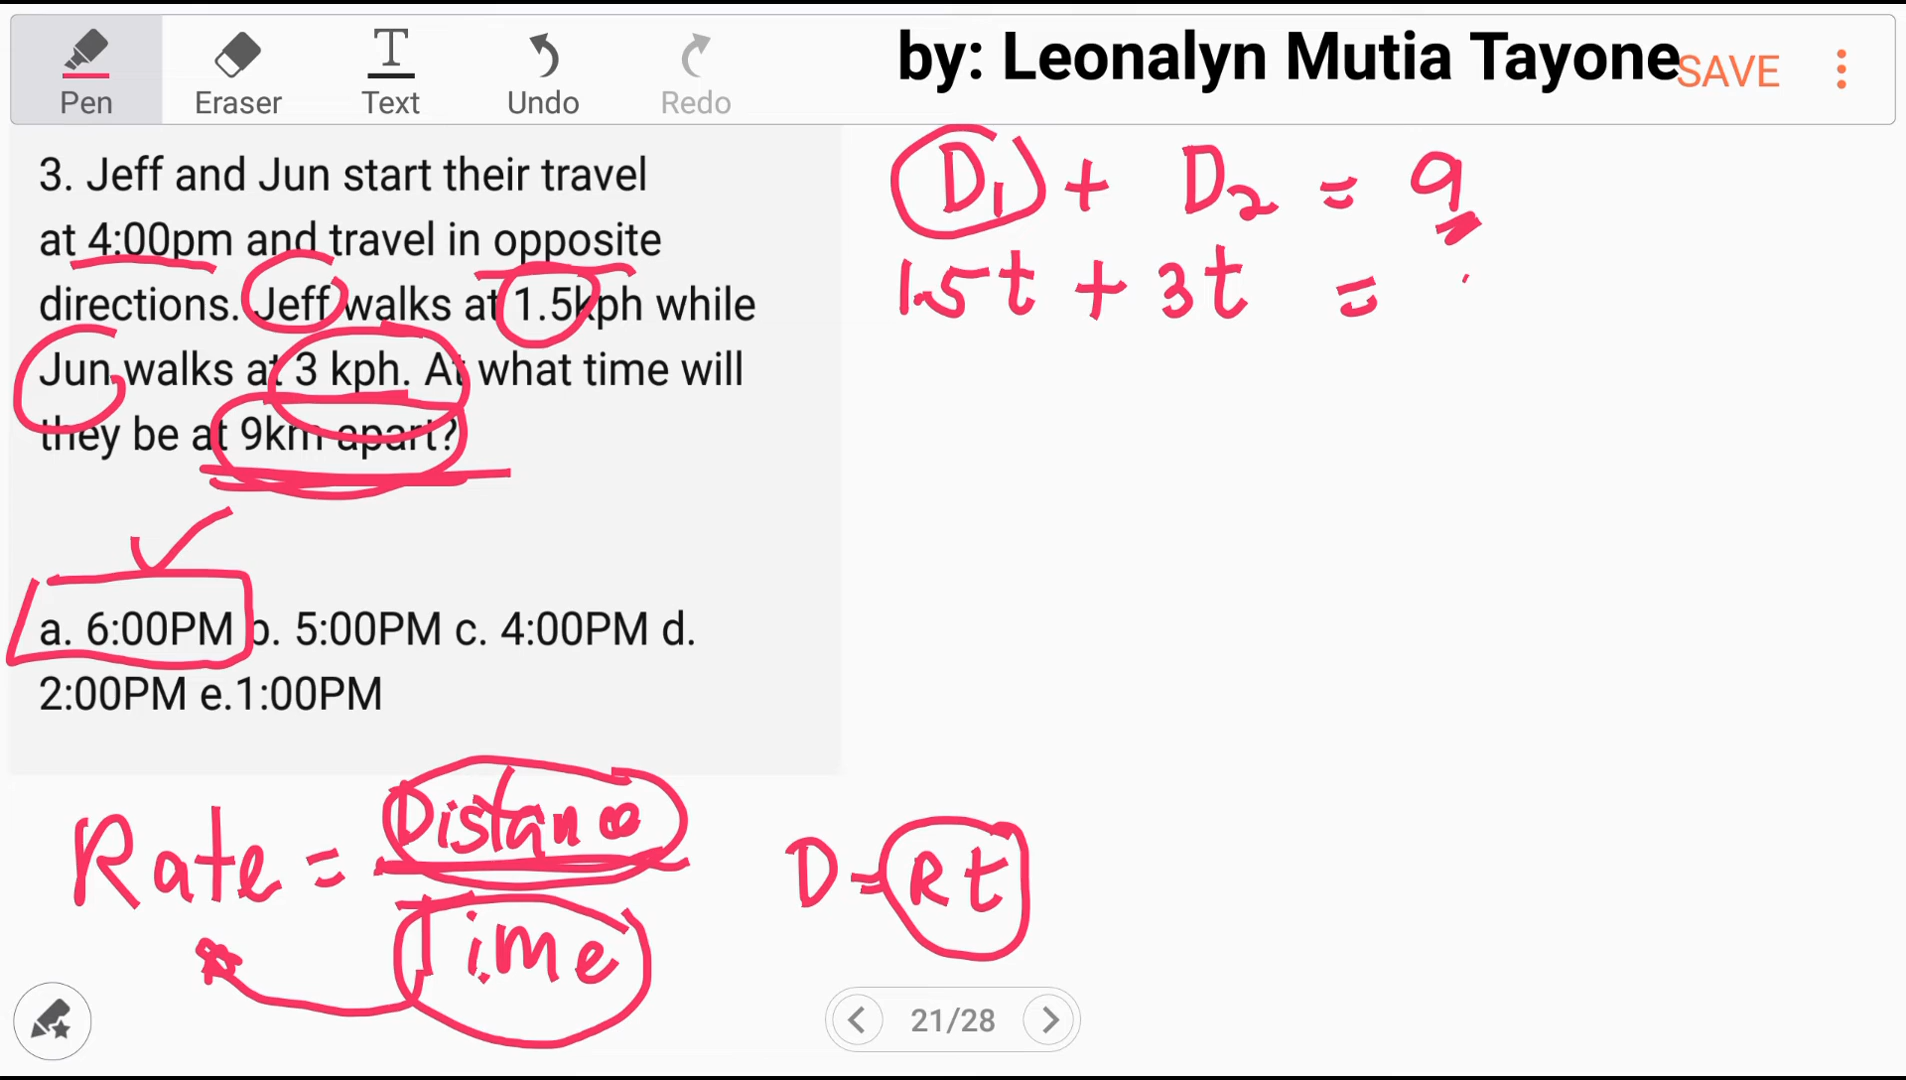 by: Leonalyn Mutia Tayone
SAVE
Pen Eraser Text Undo Redo
3. Jeff and Jun start their travel
at 4:00pm and travel in opposite
directions. Jeff walks at 1.5kph while
Jun walks at 3 kph. At what time will
they be at 9km apart?
a. 6:00PM b. 5:00PM c. 4:00PM d.
2:00PM e.1:00PM
D1 + D2 = 9
1.5t + 3t =
Rate = Distance
Time
D = Rt
21/28